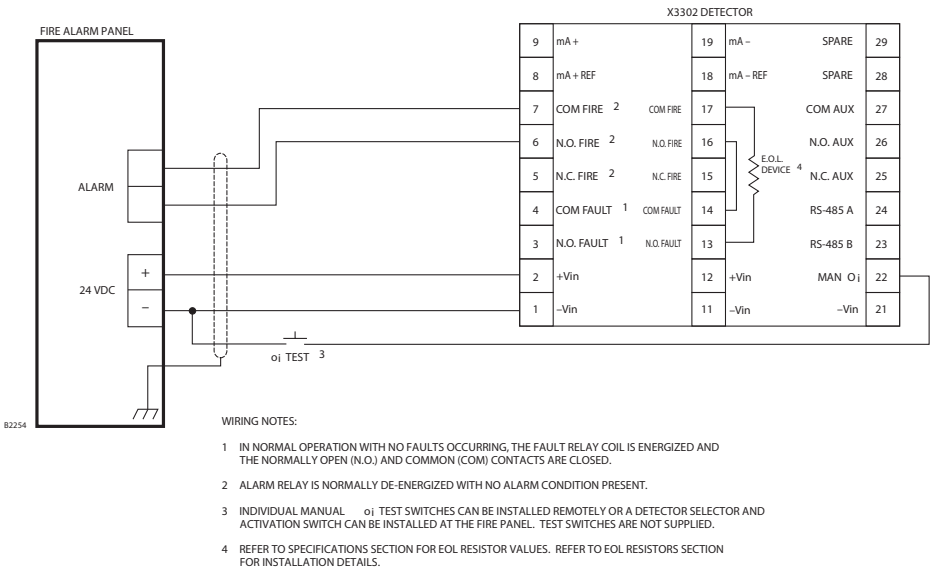 X3302 DETECTOR
FIRE ALARM PANEL
9 mA + 19 mA – SPARE 29
8 mA + REF 18 mA – REF SPARE 28
7 COM FIRE 2 COM FIRE 17 COM AUX 27
6 N.O. FIRE 2 N.O. FIRE 16 N.O. AUX 26
E.O.L.
DEVICE 4
5 N.C. FIRE 2 N.C. FIRE 15 N.C. AUX 25
ALARM
4 COM FAULT 1 COM FAULT 14 RS-485 A 24
3 N.O. FAULT 1 N.O. FAULT 13 RS-485 B 23
+
2 +Vin 12 +Vin MAN Oi 22
24 VDC
–
1 –Vin 11 –Vin –Vin 21
oi TEST 3
B2254
WIRING NOTES:
1 IN NORMAL OPERATION WITH NO FAULTS OCCURRING, THE FAULT RELAY COIL IS ENERGIZED AND
THE NORMALLY OPEN (N.O.) AND COMMON (COM) CONTACTS ARE CLOSED.
2 ALARM RELAY IS NORMALLY DE-ENERGIZED WITH NO ALARM CONDITION PRESENT.
3 INDIVIDUAL MANUAL oi TEST SWITCHES CAN BE INSTALLED REMOTELY OR A DETECTOR SELECTOR AND
ACTIVATION SWITCH CAN BE INSTALLED AT THE FIRE PANEL. TEST SWITCHES ARE NOT SUPPLIED.
4 REFER TO SPECIFICATIONS SECTION FOR EOL RESISTOR VALUES. REFER TO EOL RESISTORS SECTION
FOR INSTALLATION DETAILS.